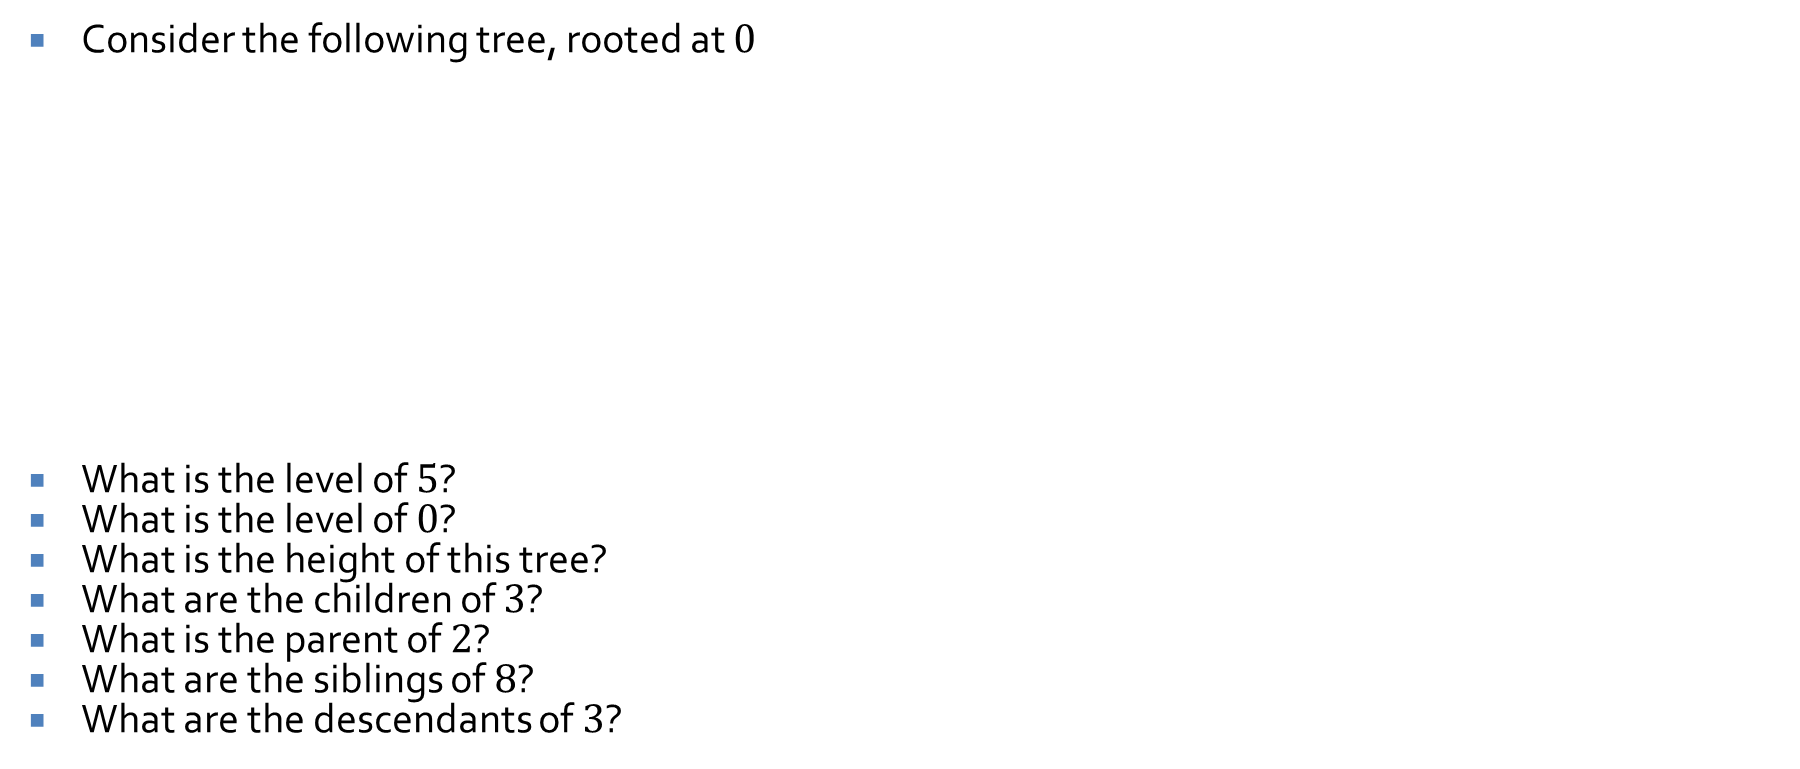 ▪ Consider the following tree, rooted at 0
▪ What is the level of 5?
▪ What is the level of 0?
▪ What is the height of this tree?
▪ What are the children of 3?
▪ What is the parent of 2?
▪ What are the siblings of 8?
▪ What are the descendants of 3?